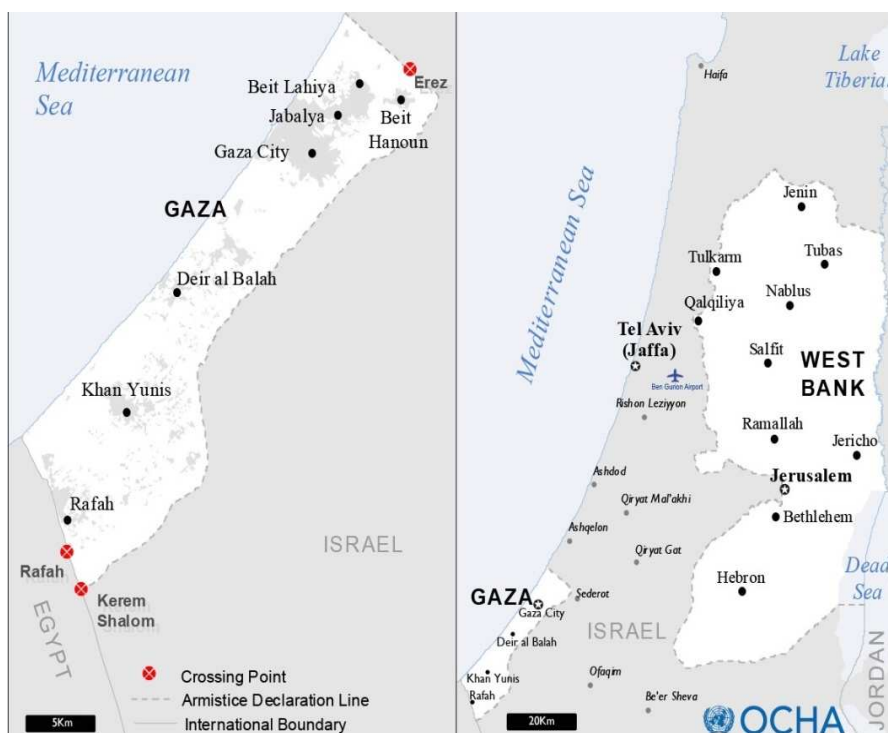 Mediterranean
Sea
Beit Lahiya
Erez
Jabalya
Beit
Hanoun
Gaza City
GAZA
Deir al Balah
Khan Yunis
Rafah
Rafah
Kerem
Shalom
ISRAEL
EGYPT
Crossing Point
Armistice Declaration Line
International Boundary
5Km
Lake
Tiberias
Haifa
Mediterranean Sea
Jenin
Tubas
Tulkarm
Nablus
Qalqiliya
Tel Aviv
(Jaffa)
Ben Gurion Airport
Salfit
WEST
BANK
Rishon Leziyyon
Ramallah
Jericho
Jerusalem
Ashdod
Qiryat Mal'akhi
Bethlehem
Ashqelon
Qiryat Gat
Dead
Sea
Hebron
GAZA
Gaza City
Sederot
ISRAEL
Deir al Balah
Khan Yunis
Ofaqim
Rafah
Be'er Sheva
JORDAN
20Km
OCHA